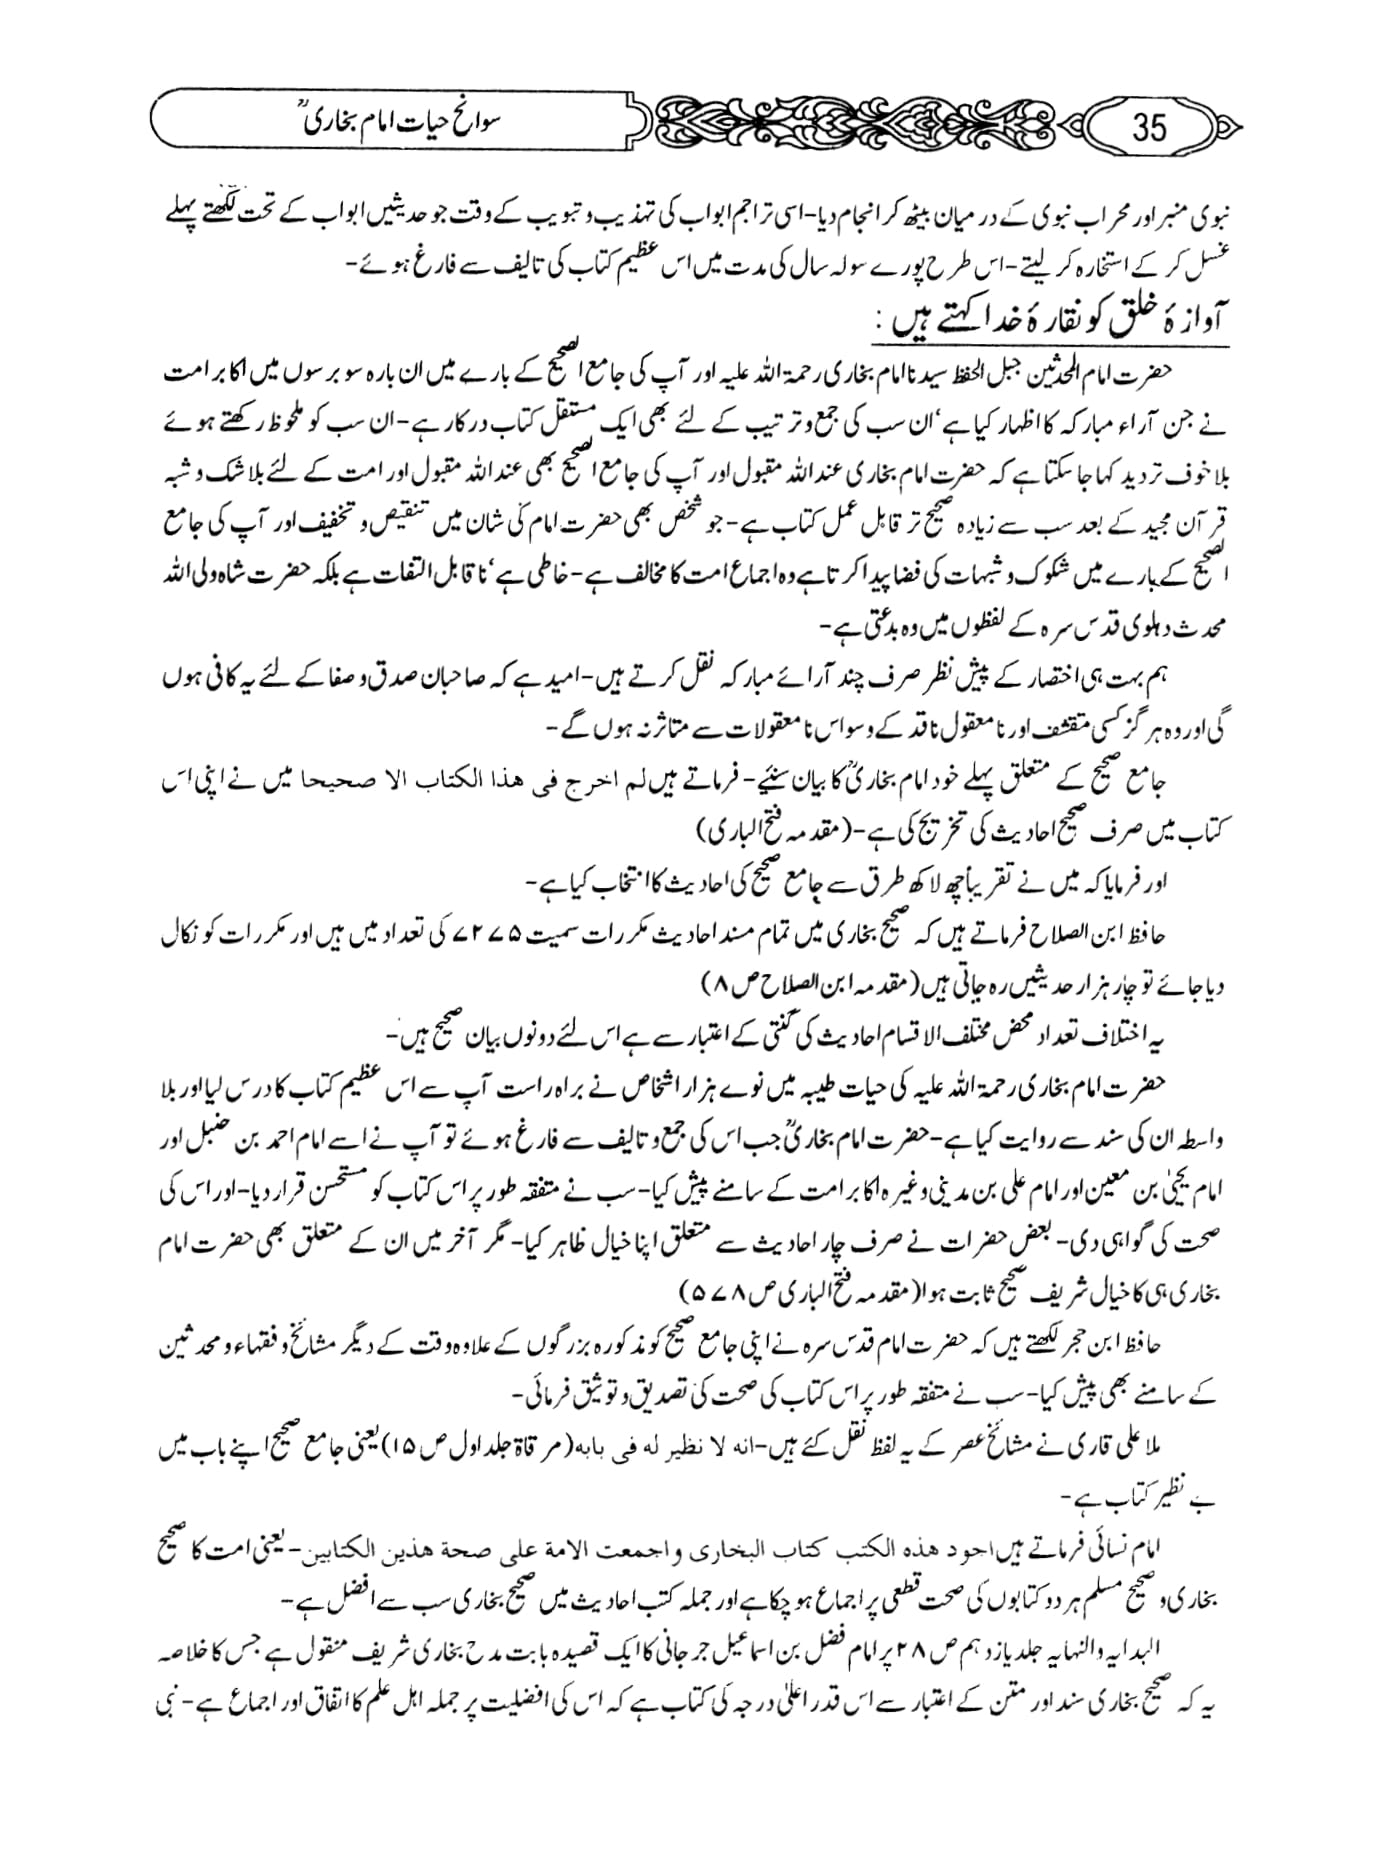 35
سوانح حیات امام بخاریؒ
نبوی منبر اور محراب نبوی کے درمیان بیٹھ کر انجام دیا-اسی تراجم ابواب کی تہذیب و تبویب کے وقت جو حدیثیں ابواب کے تحت لکھتے پہلے
غسل کر کے استخارہ کر لیتے-اس طرح پورے سولہ سال کی مدت میں اس عظیم کتاب کی تالیف سے فارغ ہوئے-
آوازۂ خلق کو نقارۂ خدا کہتے ہیں :
حضرت امام المحدثین جبل الحفظ سیدنا امام بخاری رحمۃ اللہ علیہ اور آپ کی جامع الصحیح کے بارے میں ان بارہ سو برسوں میں اکابر امت
نے جن آراء مبارکہ کا اظہار کیا ہے‘ ان سب کی جمع و ترتیب کے لئے بھی ایک مستقل کتاب درکار ہے-ان سب کو ملحوظ رکھتے ہوئے
بلا خوف تردید کہا جا سکتا ہے کہ حضرت امام بخاری عند اللہ مقبول اور آپ کی جامع الصحیح بھی عند اللہ مقبول اور امت کے لئے بلا شک و شبہ
قرآن مجید کے بعد سب سے زیادہ صحیح تر قابل عمل کتاب ہے-جو شخص بھی حضرت امام کی شان میں تنقیص و تخفیف اور آپ کی جامع
الصحیح کے بارے میں شکوک و شبہات کی فضا پیدا کرتا ہے وہ اجماع امت کا مخالف ہے-خاطی ہے‘ ناقابل التفات ہے بلکہ حضرت شاہ ولی اللہ
محدث دہلوی قدس سرہ کے لفظوں میں وہ بدعتی ہے-
ہم بہت ہی اختصار کے پیش نظر صرف چند آرائے مبارکہ نقل کرتے ہیں-امید ہے کہ صاحبان صدق و صفا کے لئے یہ کافی ہوں
گی اور وہ ہرگز کسی متقشف اور نامعقول ناقد کے وسواس نامعقولات سے متاثر نہ ہوں گے-
جامع صحیح کے متعلق پہلے خود امام بخاریؒ کا بیان سنیے-فرماتے ہیں لم اخرج فی هذا الكتاب الا صحیحا میں نے اپنی اس
کتاب میں صرف صحیح احادیث کی تخریج کی ہے-(مقدمہ فتح الباری)
اور فرمایا کہ میں نے تقریباً چھ لاکھ طرق سے جامع صحیح کی احادیث کا انتخاب کیا ہے-
حافظ ابن الصلاح فرماتے ہیں کہ صحیح بخاری میں تمام مسند احادیث مکررات سمیت ۷۲۷۵ کی تعداد میں ہیں اور مکررات کو نکال
دیا جائے تو چار ہزار حدیثیں رہ جاتی ہیں (مقدمہ ابن الصلاح ص۸)
یہ اختلاف تعداد محض مختلف الاقسام احادیث کی گنتی کے اعتبار سے ہے اس لئے دونوں بیان صحیح ہیں-
حضرت امام بخاری رحمۃ اللہ علیہ کی حیات طیبہ میں نوے ہزار اشخاص نے براہ راست آپ سے اس عظیم کتاب کا درس لیا اور بلا
واسطہ ان کی سند سے روایت کیا ہے-حضرت امام بخاریؒ جب اس کی جمع و تالیف سے فارغ ہوئے تو آپ نے اسے امام احمد بن حنبل اور
امام یحییٰ بن معین اور امام علی بن مدینی وغیرہ اکابر امت کے سامنے پیش کیا-سب نے متفقہ طور پر اس کتاب کو مستحسن قرار دیا-اور اس کی
صحت کی گواہی دی-بعض حضرات نے صرف چار احادیث سے متعلق اپنا خیال ظاہر کیا-مگر آخر میں ان کے متعلق بھی حضرت امام
بخاری ہی کا خیال شریف صحیح ثابت ہوا (مقدمہ فتح الباری ص۵۷۸)
حافظ ابن حجر لکھتے ہیں کہ حضرت امام قدس سرہ نے اپنی جامع صحیح کو مذکورہ بزرگوں کے علاوہ وقت کے دیگر مشائخ و فقہاء و محدثین
کے سامنے بھی پیش کیا-سب نے متفقہ طور پر اس کتاب کی صحت کی تصدیق و توثیق فرمائی-
ملا علی قاری نے مشائخ عصر کے یہ لفظ نقل کئے ہیں-انه لا نظیر له فی بابه (مرقاۃ جلد اول ص۱۵) یعنی جامع صحیح اپنے باب میں
بے نظیر کتاب ہے-
امام نسائی فرماتے ہیں اجود هذه الكتب كتاب البخاری و اجمعت الامة علی صحة هذین الكتابین-یعنی امت کا صحیح
بخاری و صحیح مسلم ہر دو کتابوں کی صحت قطعی پر اجماع ہو چکا ہے اور جملہ کتب احادیث میں صحیح بخاری سب سے افضل ہے-
البدایہ والنہایہ جلد یازدہم ص۲۸ پر امام فضل بن اسماعیل جرجانی کا ایک قصیدہ بابت مدح بخاری شریف منقول ہے جس کا خلاصہ
یہ کہ صحیح بخاری سند اور متن کے اعتبار سے اس قدر اعلیٰ درجہ کی کتاب ہے کہ اس کی افضلیت پر جملہ اہل علم کا اتفاق اور اجماع ہے-نبی